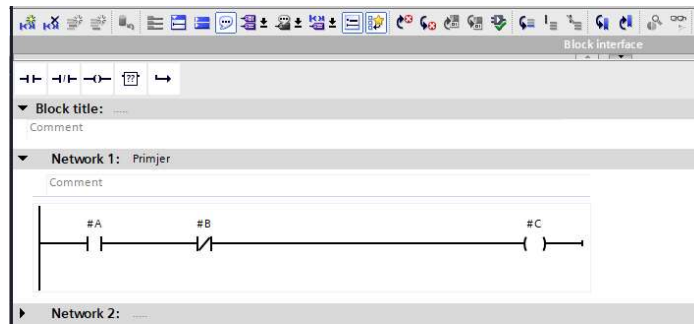 Block interface
??
Block title: .....
Comment
Network 1: Primjer
Comment
#A #B #C
Network 2: .....